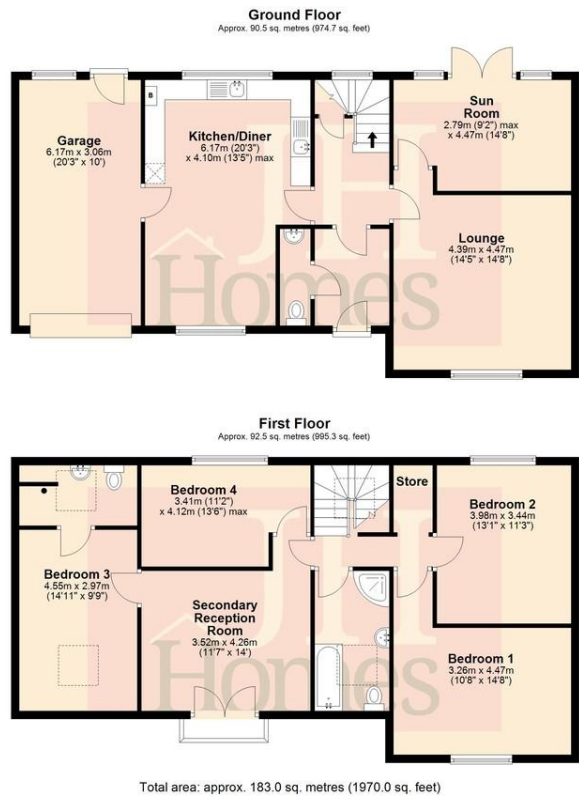 Ground Floor
Approx. 90.5 sq. metres (974.7 sq. feet)
Garage
6.17m x 3.06m
(20'3" x 10')
B
Kitchen/Diner
6.17m (20'3")
x 4.10m (13'5") max
Sun
Room
2.79m (9'2") max
x 4.47m (14'8")
Lounge
4.39m x 4.47m
(14'5" x 14'8")
JH
Homes
First Floor
Approx. 92.5 sq. metres (995.3 sq. feet)
Bedroom 4
3.41m (11'2")
x 4.12m (13'6") max
Store
Bedroom 2
3.98m x 3.44m
(13'1" x 11'3")
Bedroom 3
4.55m x 2.97m
(14'11" x 9'9")
Secondary
Reception
Room
3.52m x 4.26m
(11'7" x 14')
Bedroom 1
3.26m x 4.47m
(10'8" x 14'8")
JH
Homes
Total area: approx. 183.0 sq. metres (1970.0 sq. feet)